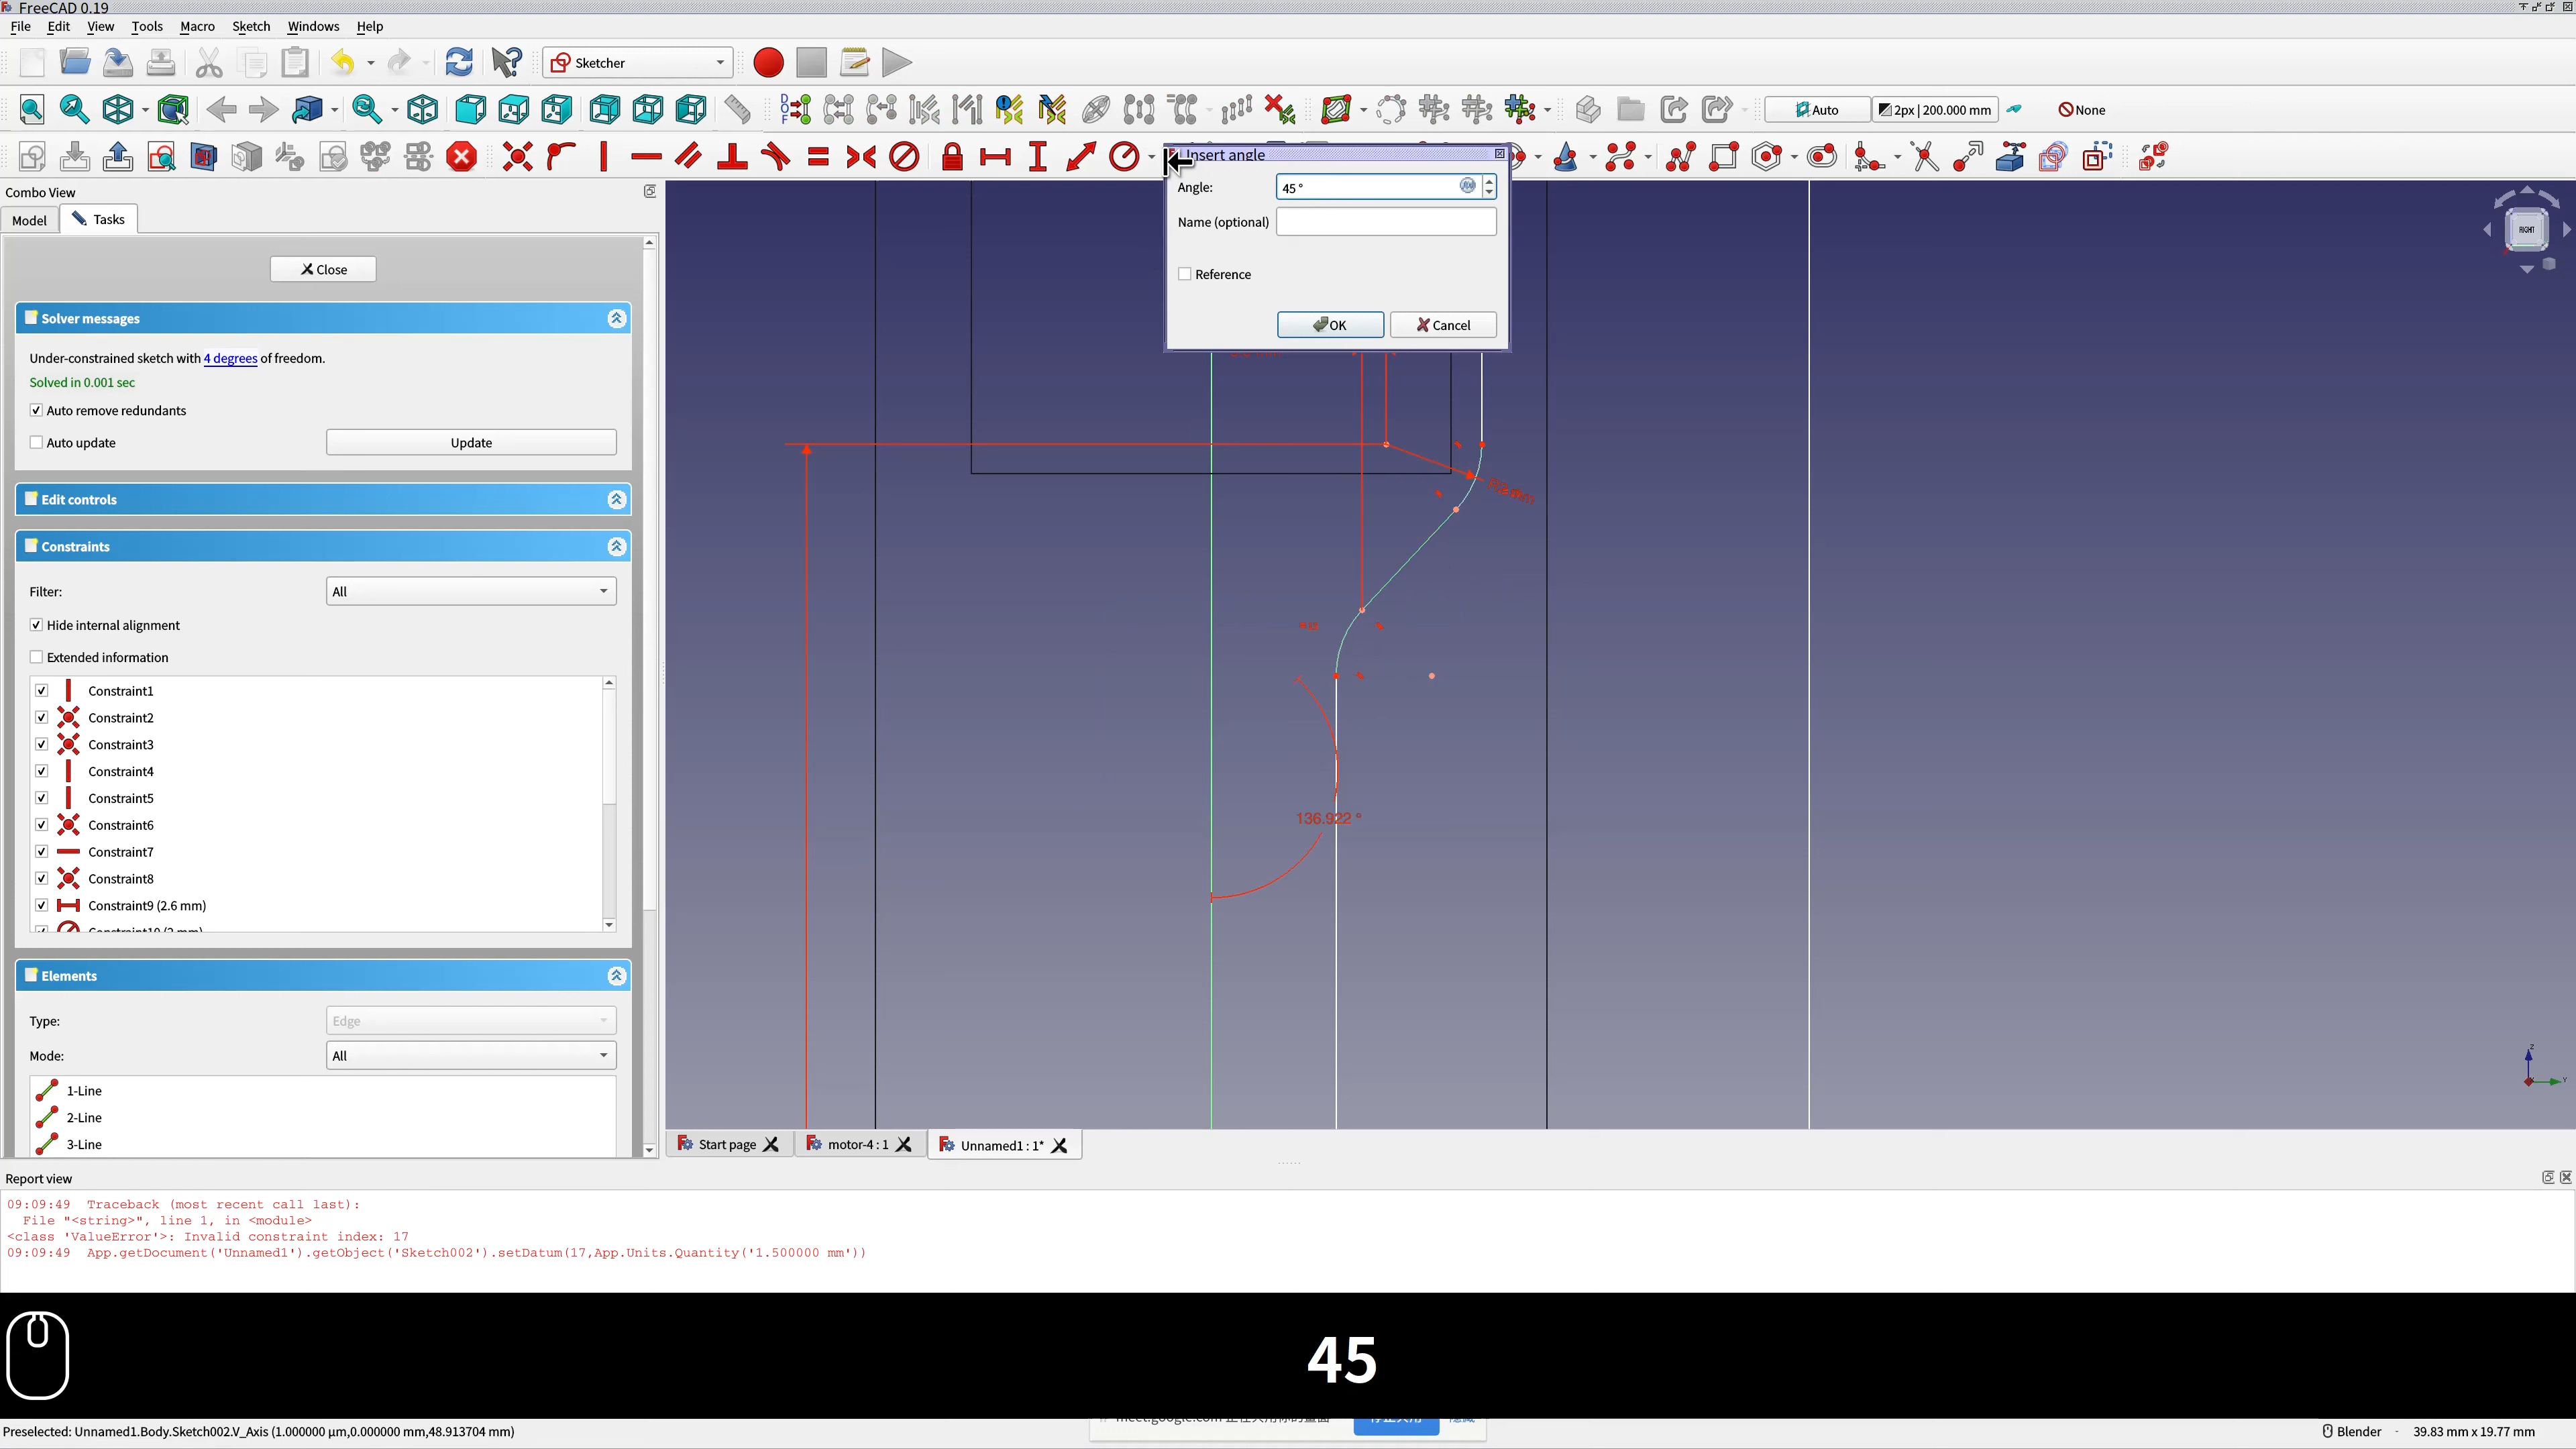 FreeCAD 0.19
File Edit View Tools Macro Sketch Windows Help
Sketcher
Auto 2px | 200.000 mm None
Combo View
Model Tasks
Close
Solver messages
Under-constrained sketch with 4 degrees of freedom.
Solved in 0.001 sec
Auto remove redundants
Auto update Update
Edit controls
Constraints
Filter: All
Hide internal alignment
Extended information
Constraint1
Constraint2
Constraint3
Constraint4
Constraint5
Constraint6
Constraint7
Constraint8
Constraint9 (2.6 mm)
Constraint10 (2 mm)
Elements
Type: Edge
Mode: All
1-Line
2-Line
3-Line
Insert angle
Angle: 45 °
Name (optional)
Reference
OK Cancel
RIGHT
136.922 °
Z
Y
Start page motor-4 : 1 Unnamed1 : 1*
Report view
09:09:49 Traceback (most recent call last):
File "<string>", line 1, in <module>
<class 'ValueError'>: Invalid constraint index: 17
09:09:49 App.getDocument('Unnamed1').getObject('Sketch002').setDatum(17,App.Units.Quantity('1.500000 mm'))
45
Preselected: Unnamed1.Body.Sketch002.V_Axis (1.000000 µm,0.000000 mm,48.913704 mm)
Blender - 39.83 mm x 19.77 mm